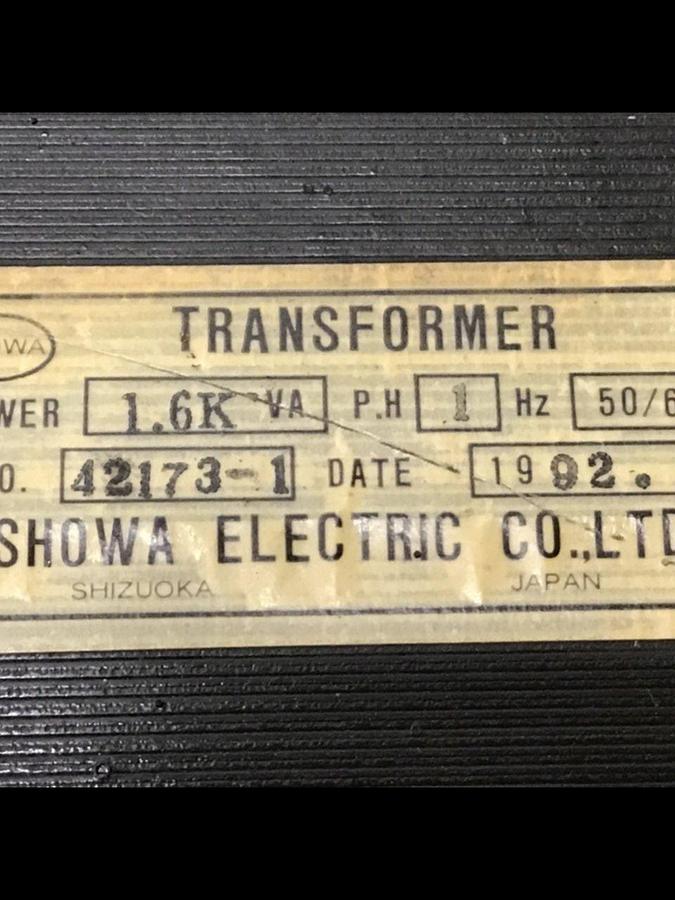 TRANSFORMER
OWA
WER 1.6K VA P.H 1 Hz 50/6
O. 42173-1 DATE 1992.
SHOWA ELECTRIC CO.,LTD
SHIZUOKA JAPAN